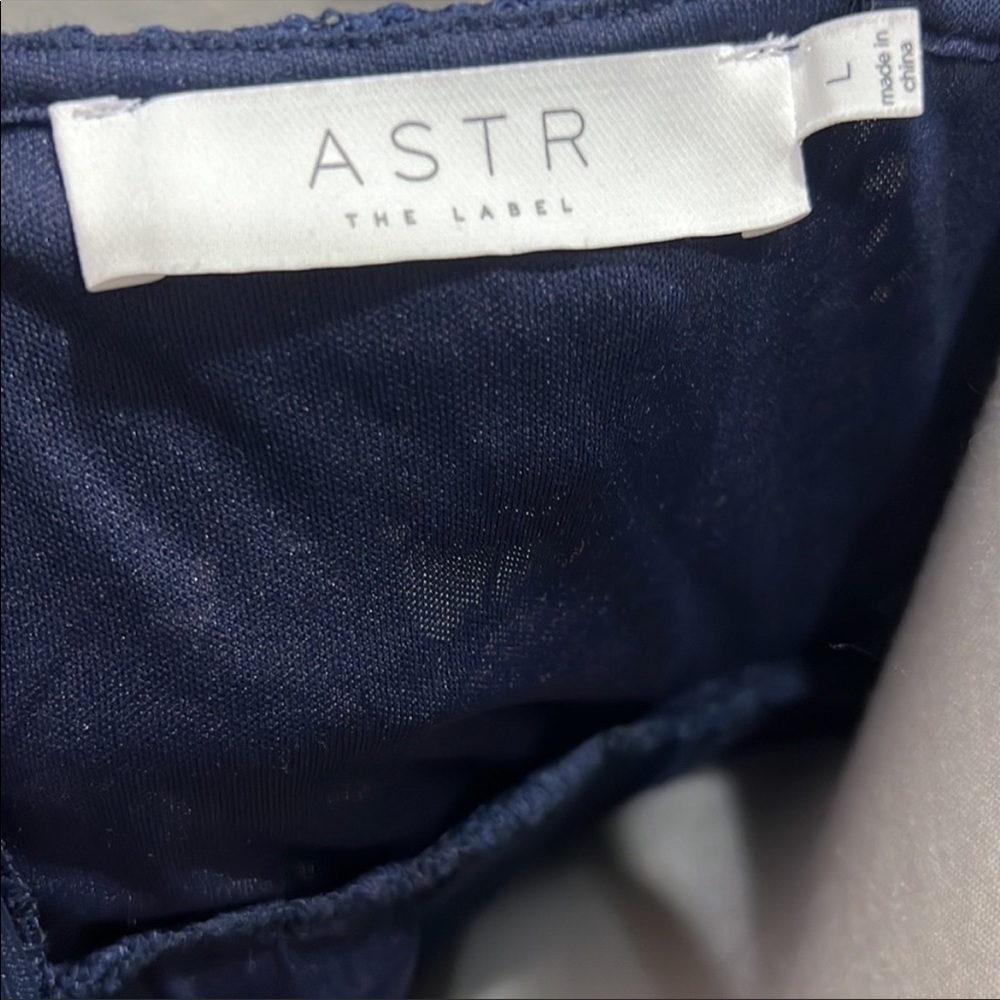 ASTR
THE LABEL
L
made in
china